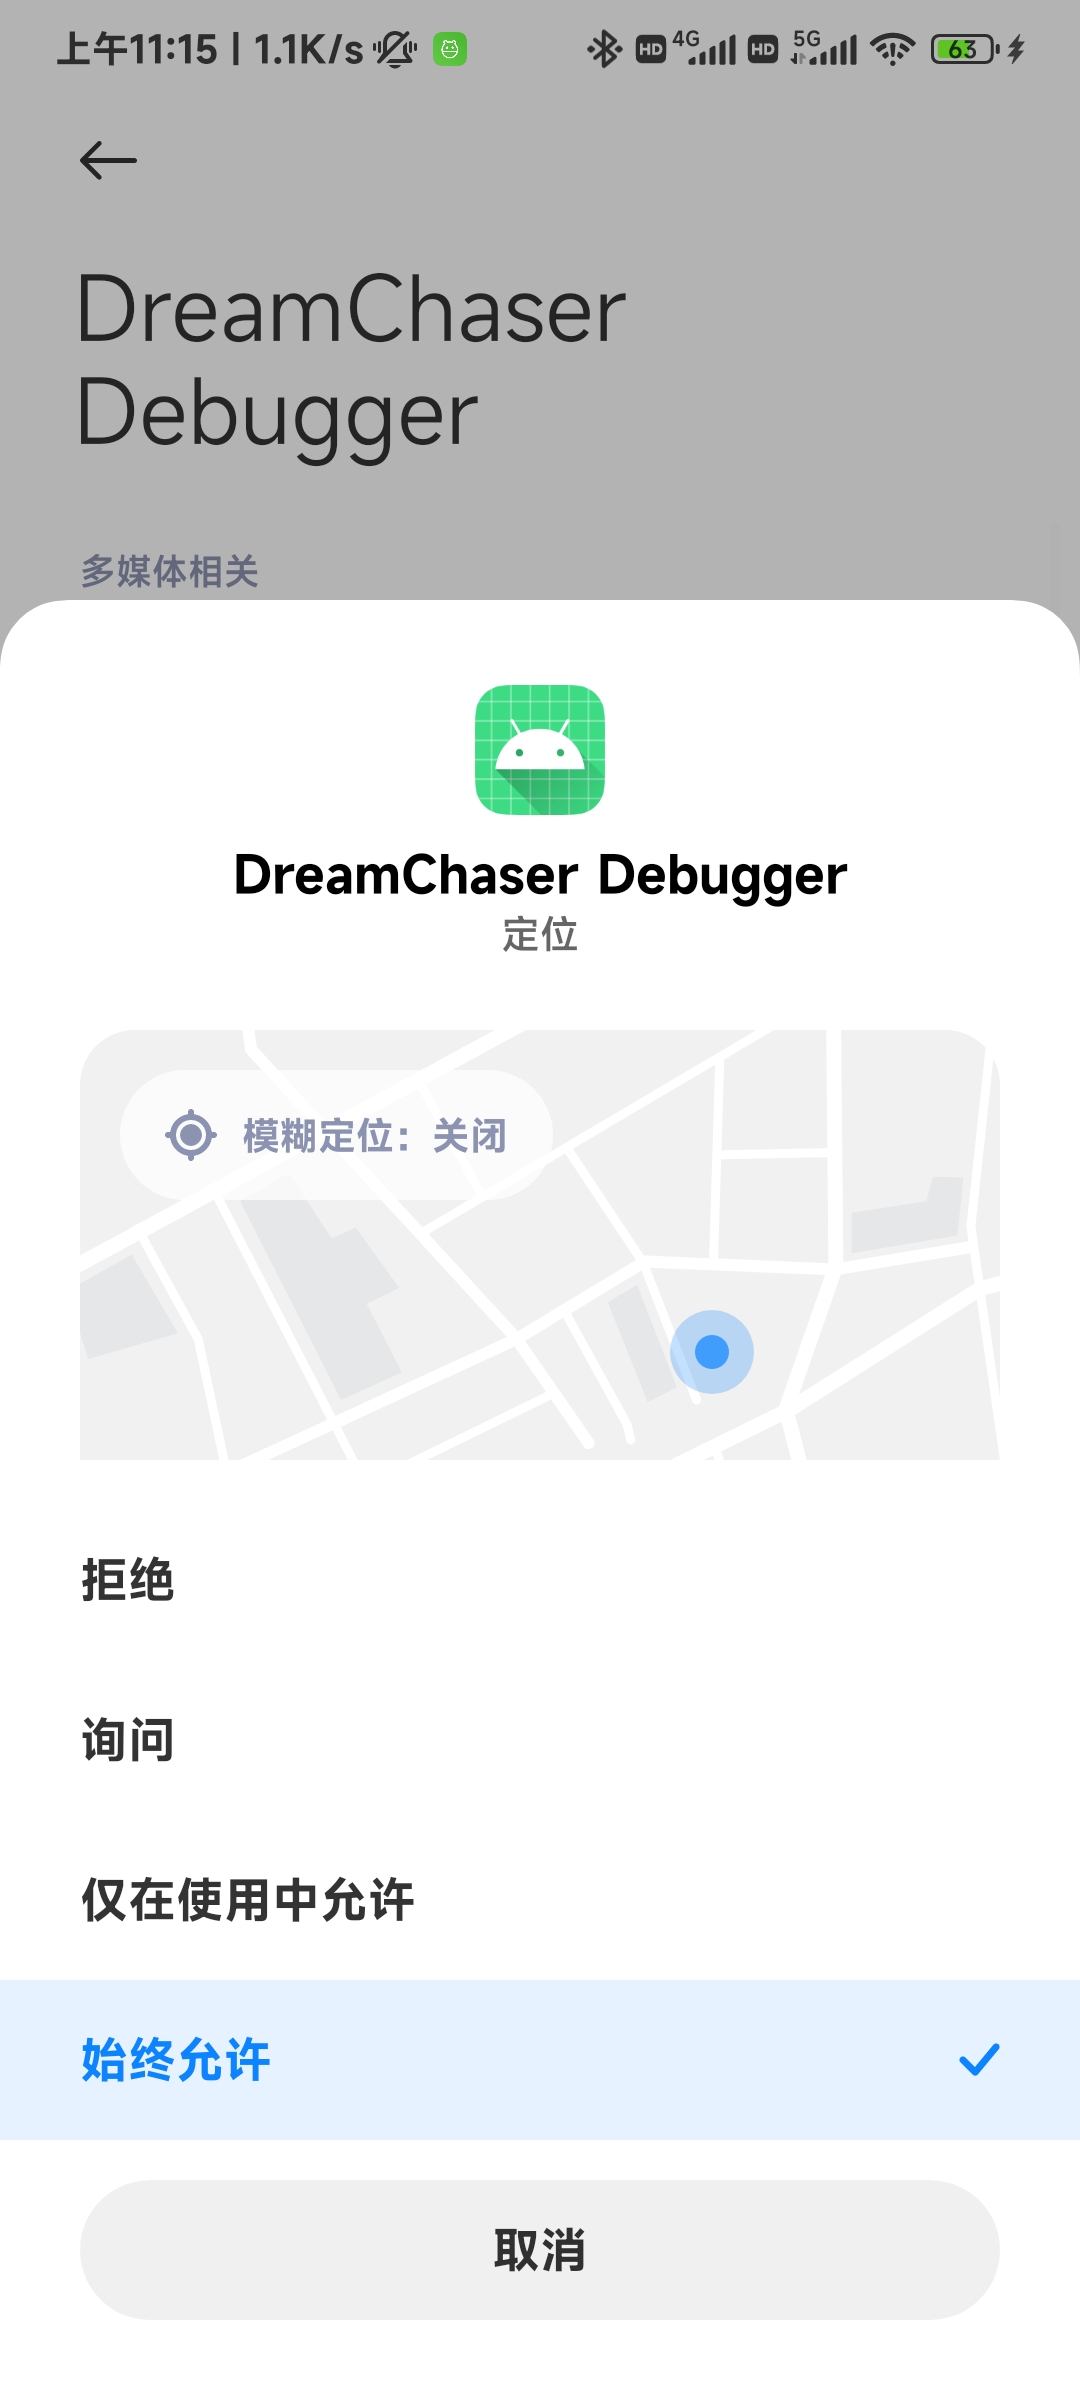 上午11:15 | 1.1K/s HD 4G HD 5G 63
DreamChaser
Debugger
多媒体相关
DreamChaser Debugger
定位
模糊定位：关闭
拒绝
询问
仅在使用中允许
始终允许
取消